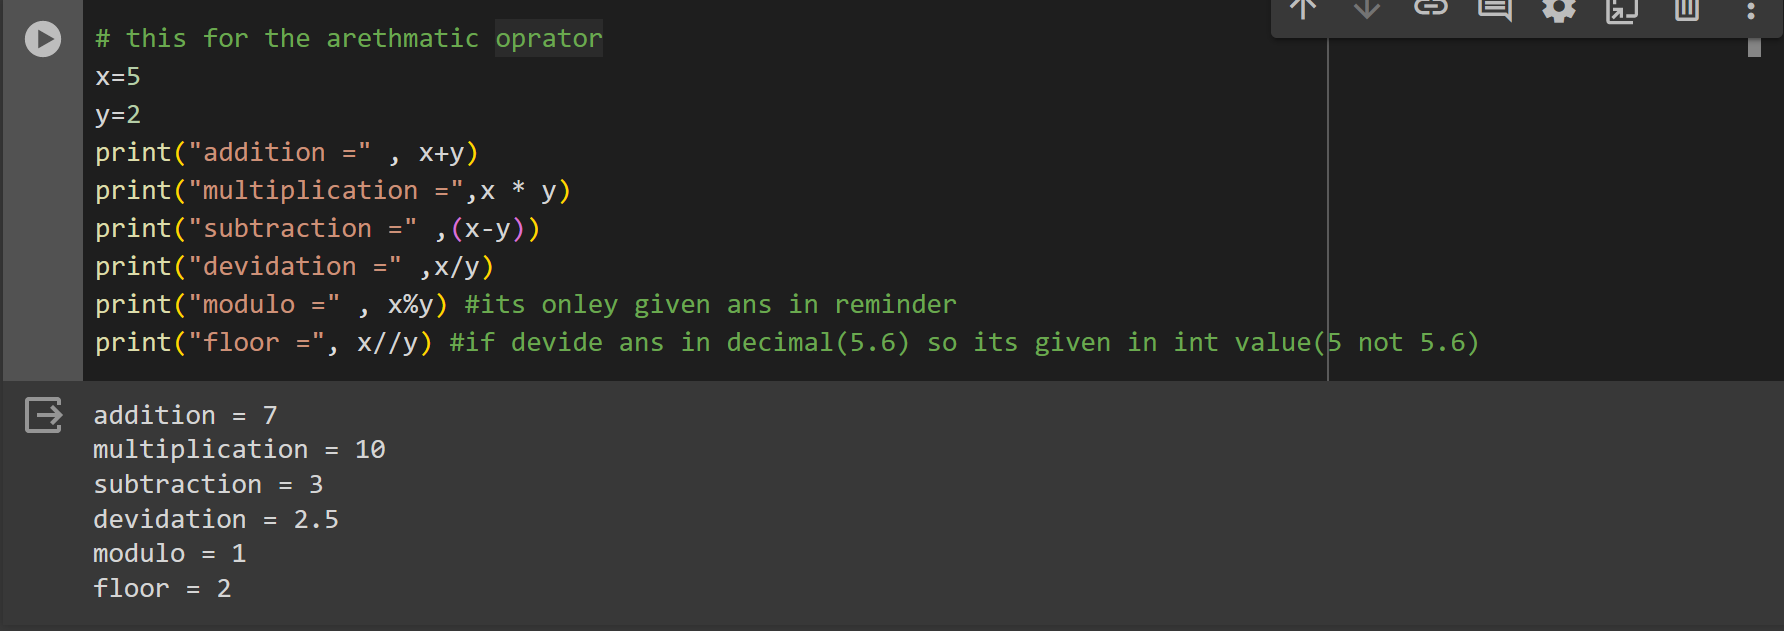 # this for the arethmatic oprator
x=5
y=2
print("addition =" , x+y)
print("multiplication =",x * y)
print("subtraction =" ,(x-y))
print("devidation =" ,x/y)
print("modulo =" , x%y) #its onley given ans in reminder
print("floor =", x//y) #if devide ans in decimal(5.6) so its given in int value(5 not 5.6)
addition = 7
multiplication = 10
subtraction = 3
devidation = 2.5
modulo = 1
floor = 2